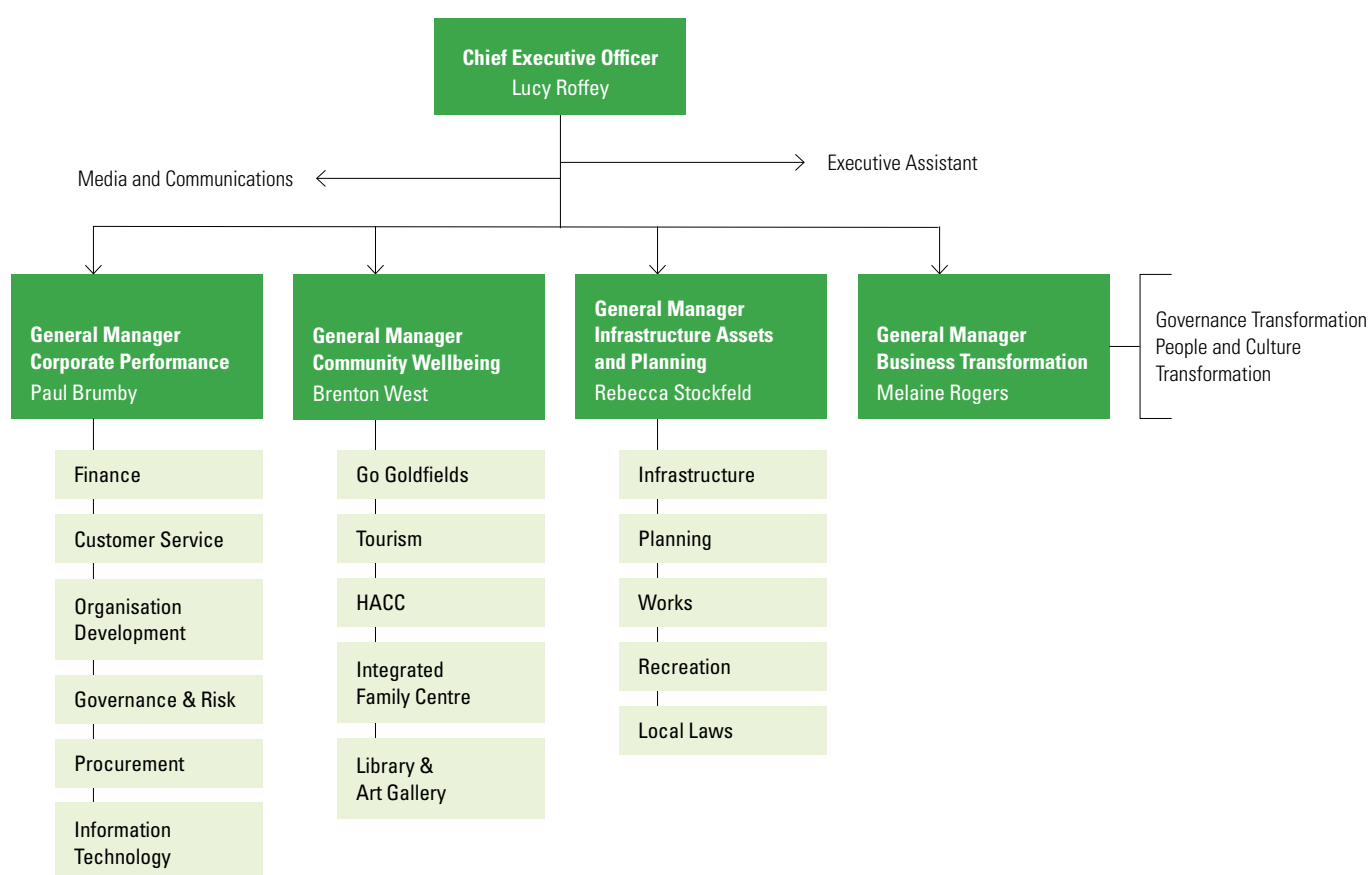 Chief Executive Officer
Lucy Roffey
Media and Communications
Executive Assistant
General Manager
Corporate Performance
Paul Brumby
General Manager
Community Wellbeing
Brenton West
General Manager
Infrastructure Assets
and Planning
Rebecca Stockfeld
General Manager
Business Transformation
Melaine Rogers
Governance Transformation
People and Culture
Transformation
Finance
Customer Service
Organisation
Development
Governance & Risk
Procurement
Information
Technology
Go Goldfields
Tourism
HACC
Integrated
Family Centre
Library &
Art Gallery
Infrastructure
Planning
Works
Recreation
Local Laws